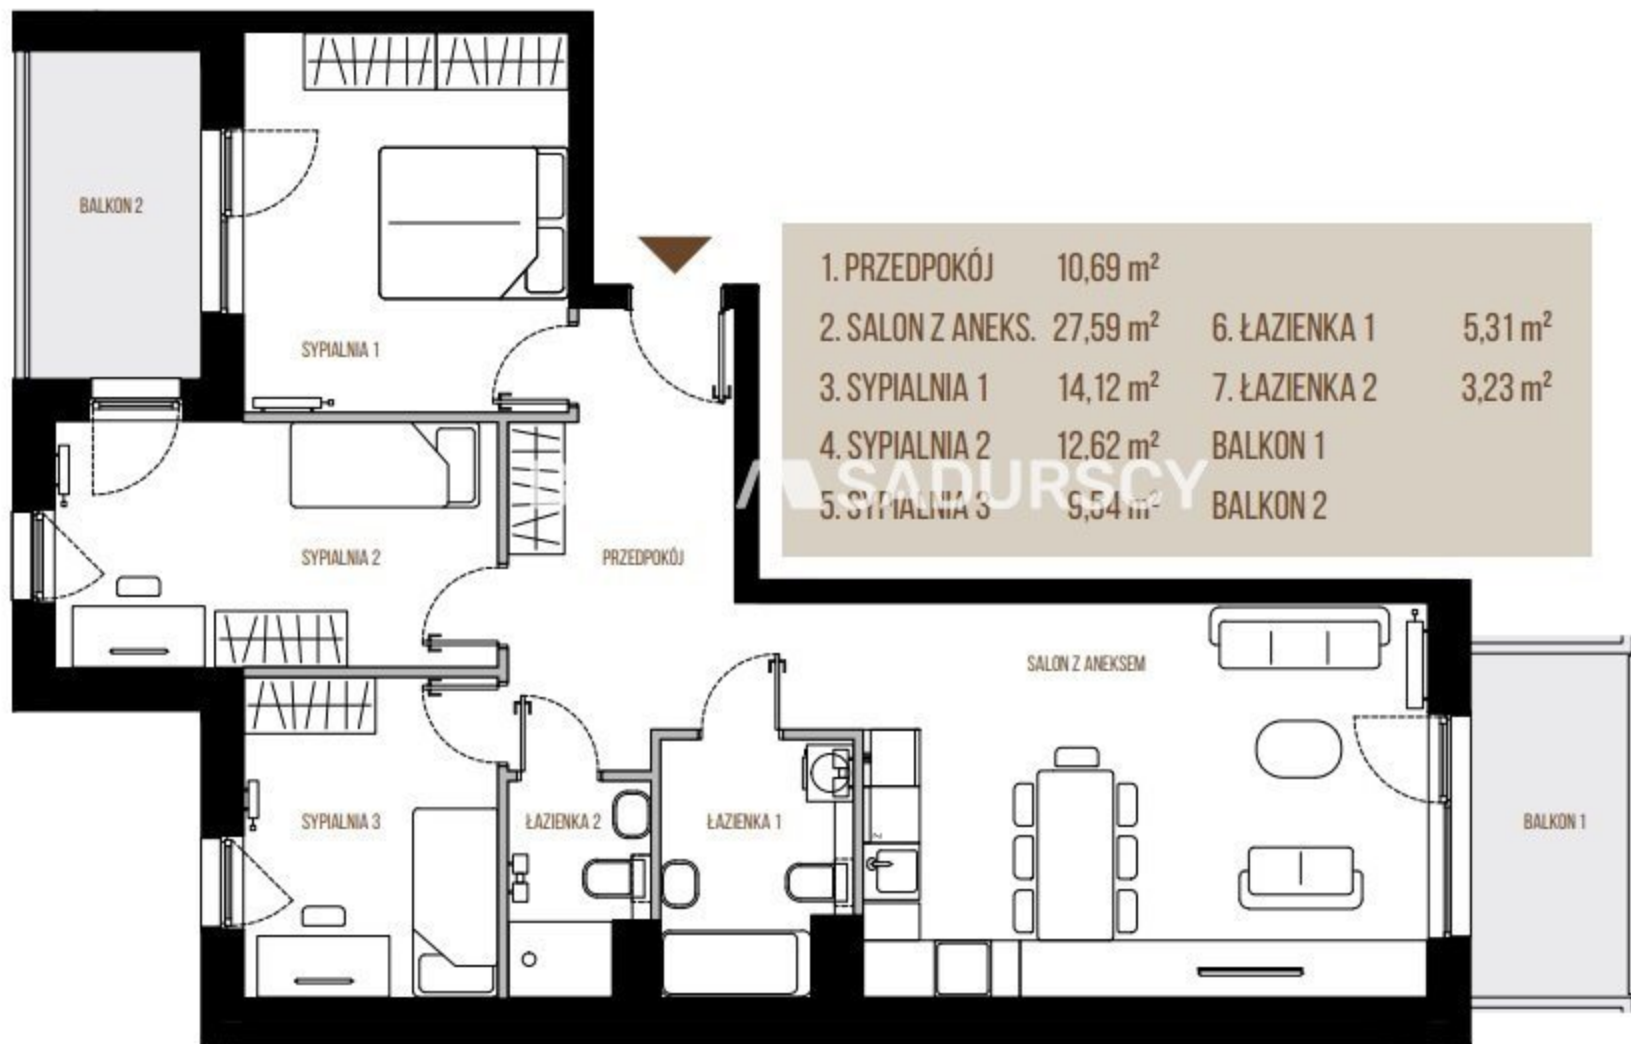 BALKON 2
SYPIALNIA 1
1. PRZEDPOKÓJ 10,69 m²
2. SALON Z ANEKS. 27,59 m² 6. ŁAZIENKA 1 5,31 m²
3. SYPIALNIA 1 14,12 m² 7. ŁAZIENKA 2 3,23 m²
4. SYPIALNIA 2 12,62 m² BALKON 1
SADURSCY
5. SYPIALNIA 3 9,54 m² BALKON 2
SYPIALNIA 2
PRZEDPOKÓJ
SALON Z ANEKSEM
SYPIALNIA 3
ŁAZIENKA 2
ŁAZIENKA 1
Z
BALKON 1